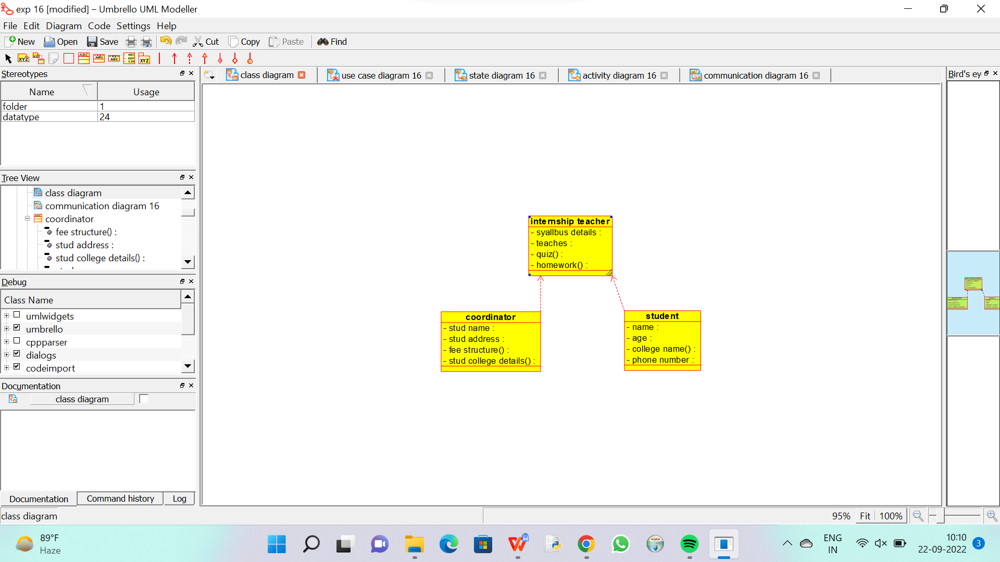 exp 16 [modified] – Umbrello UML Modeller
File Edit Diagram Code Settings Help
New Open Save Cut Copy Paste Find
Stereotypes
Name Usage
folder 1
datatype 24
Tree View
class diagram
communication diagram 16
coordinator
fee structure() :
stud address :
stud college details() :
Debug
Class Name
umlwidgets
umbrello
cppparser
dialogs
codeimport
Documentation
class diagram
Documentation Command history Log
class diagram
class diagram use case diagram 16 state diagram 16 activity diagram 16 communication diagram 16
internship teacher
- syallbus details :
- teaches :
- quiz() :
- homework() :
coordinator
- stud name :
- stud address :
- fee structure() :
- stud college details() :
student
- name :
- age :
- college name() :
- phone number :
Bird's ey
95% Fit 100%
89°F
Haze
ENG
IN
10:10
22-09-2022
3